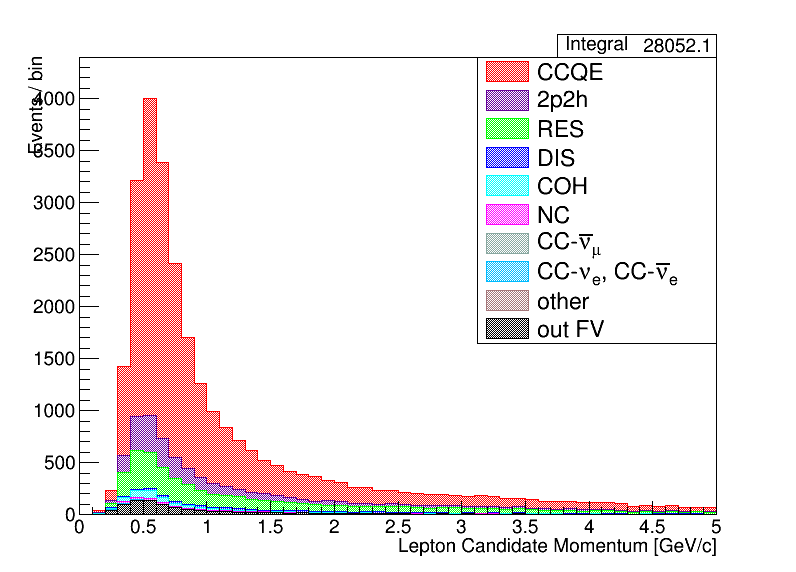 Integral 28052.1
Events / bin
CCQE
2p2h
RES
DIS
COH
NC
CC-ν̅μ
CC-νe, CC-ν̅e
other
out FV
4000
3500
3000
2500
2000
1500
1000
500
0
0 0.5 1 1.5 2 2.5 3 3.5 4 4.5 5
Lepton Candidate Momentum [GeV/c]